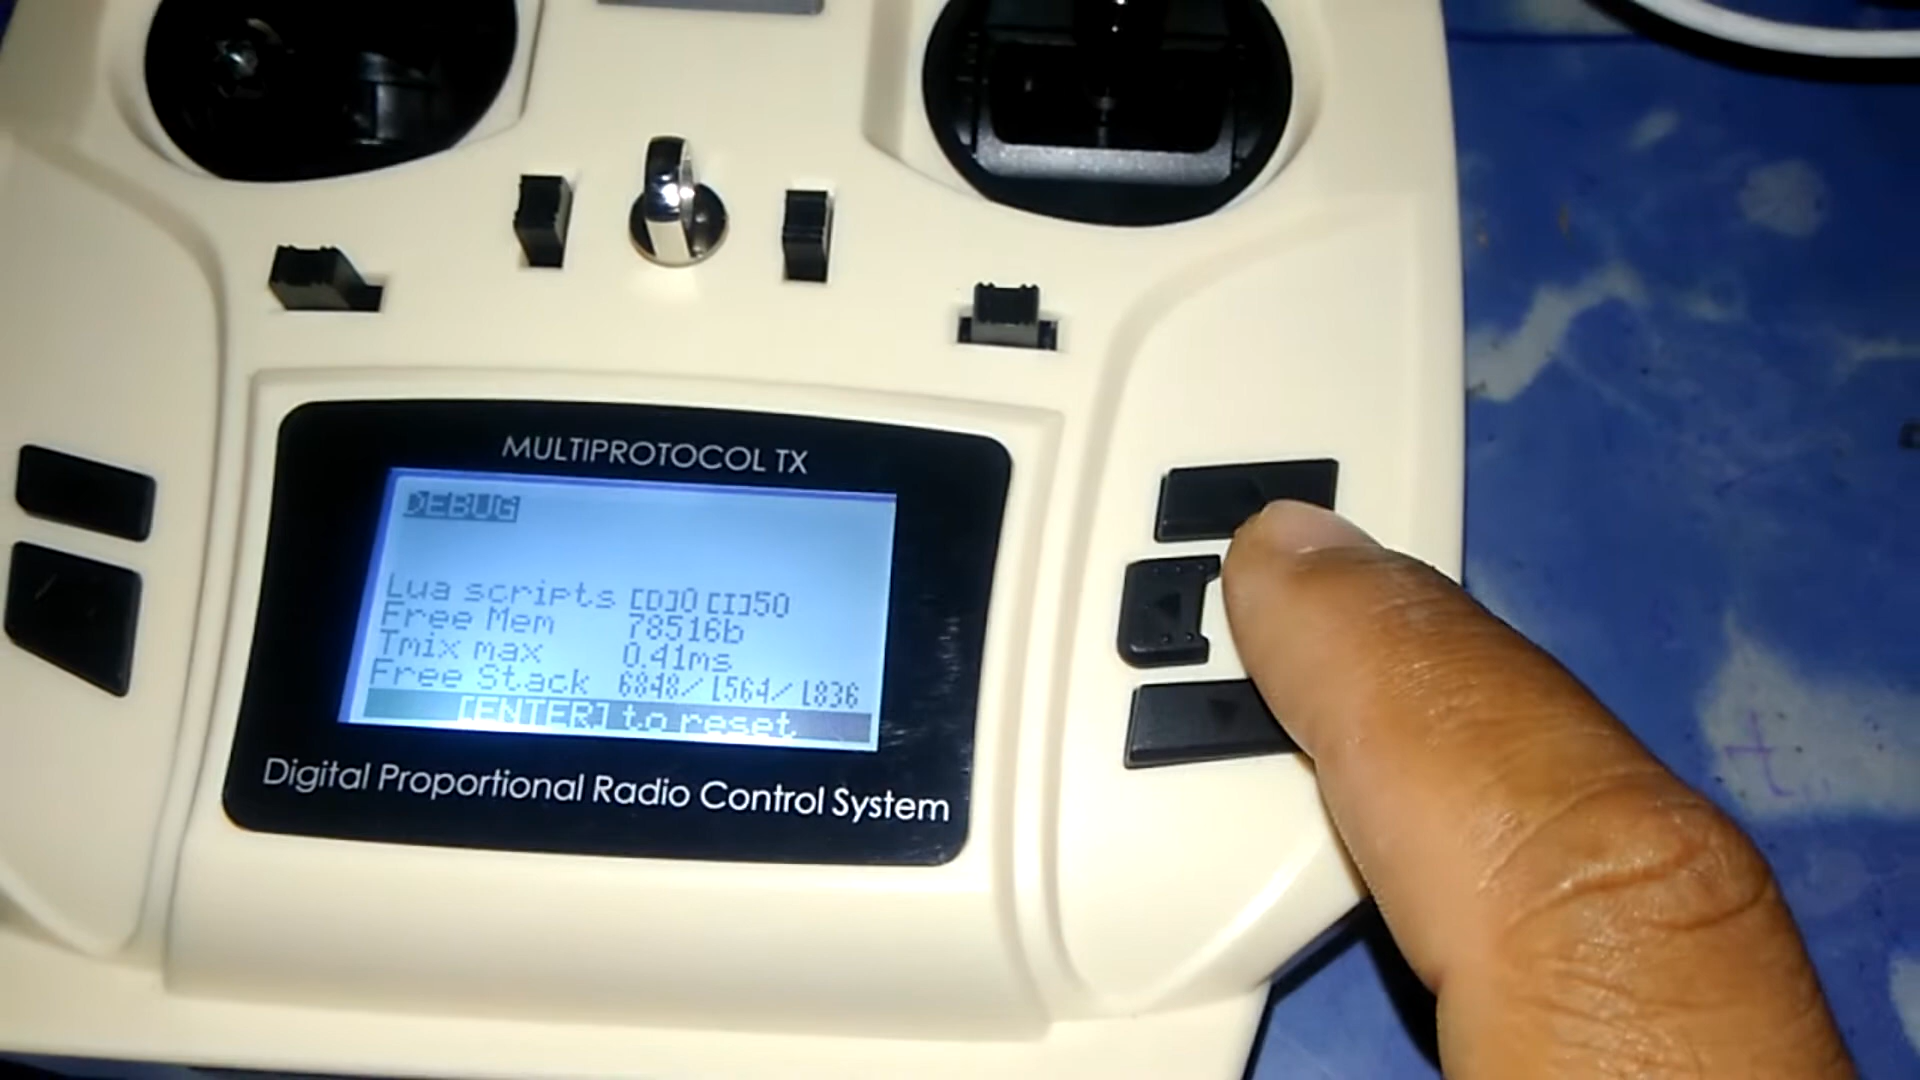 MULTIPROTOCOL TX
DEBUG
Lua scripts [D]0 [I]50
Free Mem 78516b
Tmix max 0.41ms
Free Stack 6848/1564/1836
[ENTER] to reset
Digital Proportional Radio Control System